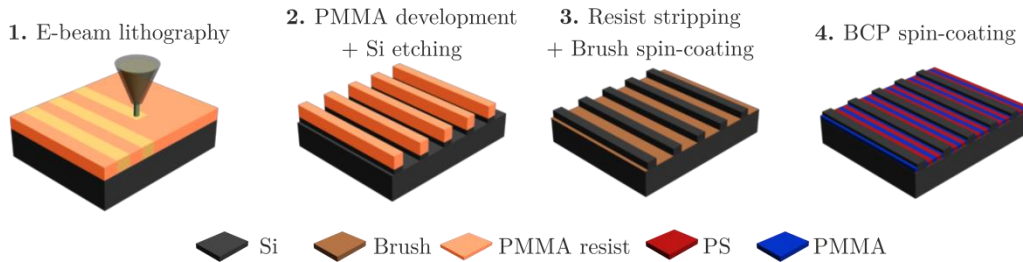 1. E-beam lithography
2. PMMA development
+ Si etching
3. Resist stripping
+ Brush spin-coating
4. BCP spin-coating
Si
Brush
PMMA resist
PS
PMMA